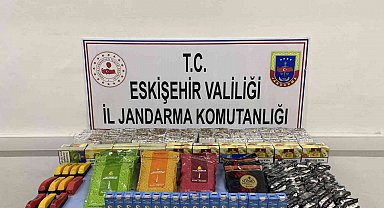 T.C.
ESKİŞEHİR VALİLİĞİ
İL JANDARMA KOMUTANLIĞI